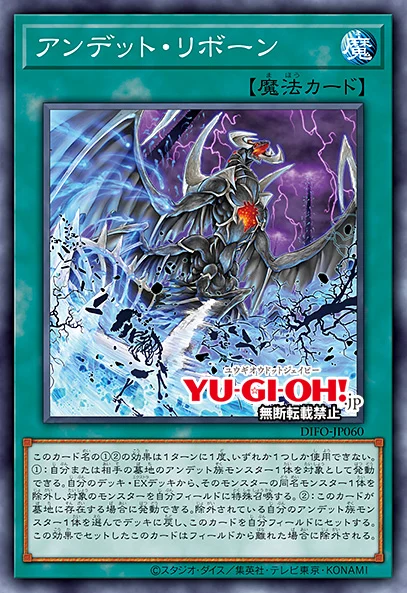 アンデット・リボーン
魔
【魔法カード】
ユウギオウドットジェイピー
YU-GI-OH!.jp
無断転載禁止
DIFO-JP060
このカード名の①②の効果は1ターンに1度、いずれか1つしか使用できない。
①：自分または相手の墓地のアンデット族モンスター1体を対象として発動
できる。自分のデッキ・EXデッキから、そのモンスターの同名モンスター1体を
除外し、対象のモンスターを自分フィールドに特殊召喚する。②：このカードが
墓地に存在する場合に発動できる。除外されている自分のアンデット族モン
スター1体を選んでデッキに戻し、このカードを自分フィールドにセットする。
この効果でセットしたこのカードはフィールドから離れた場合に除外される。
©スタジオ・ダイス／集英社・テレビ東京・KONAMI